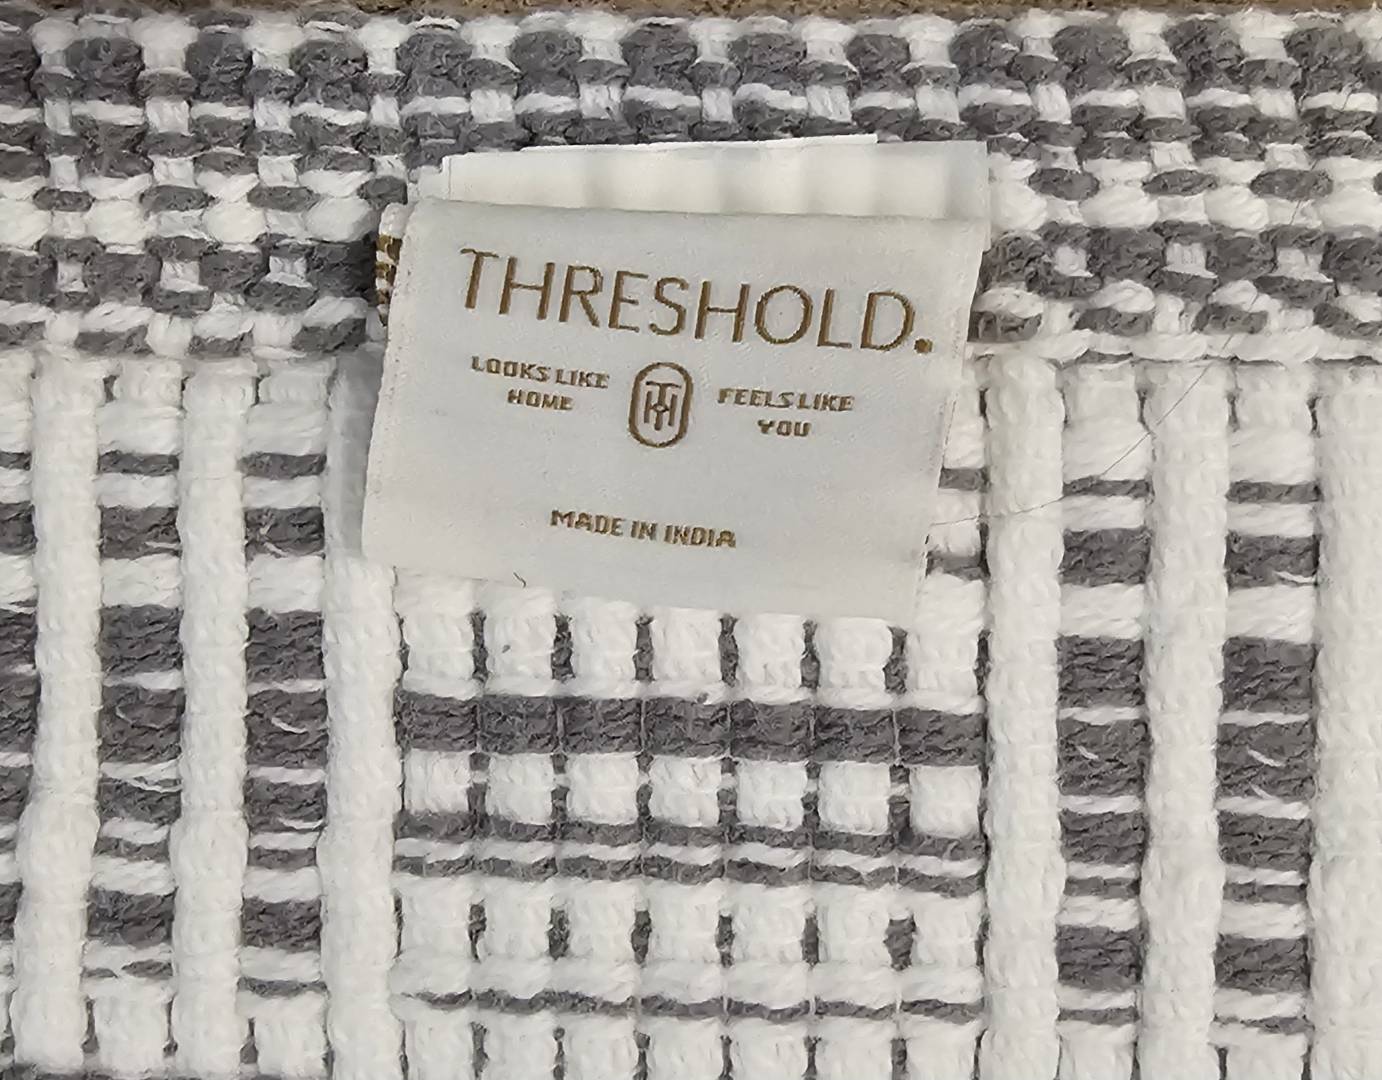 THRESHOLD.
LOOKS LIKE
HOME
FEELS LIKE
YOU
MADE IN INDIA